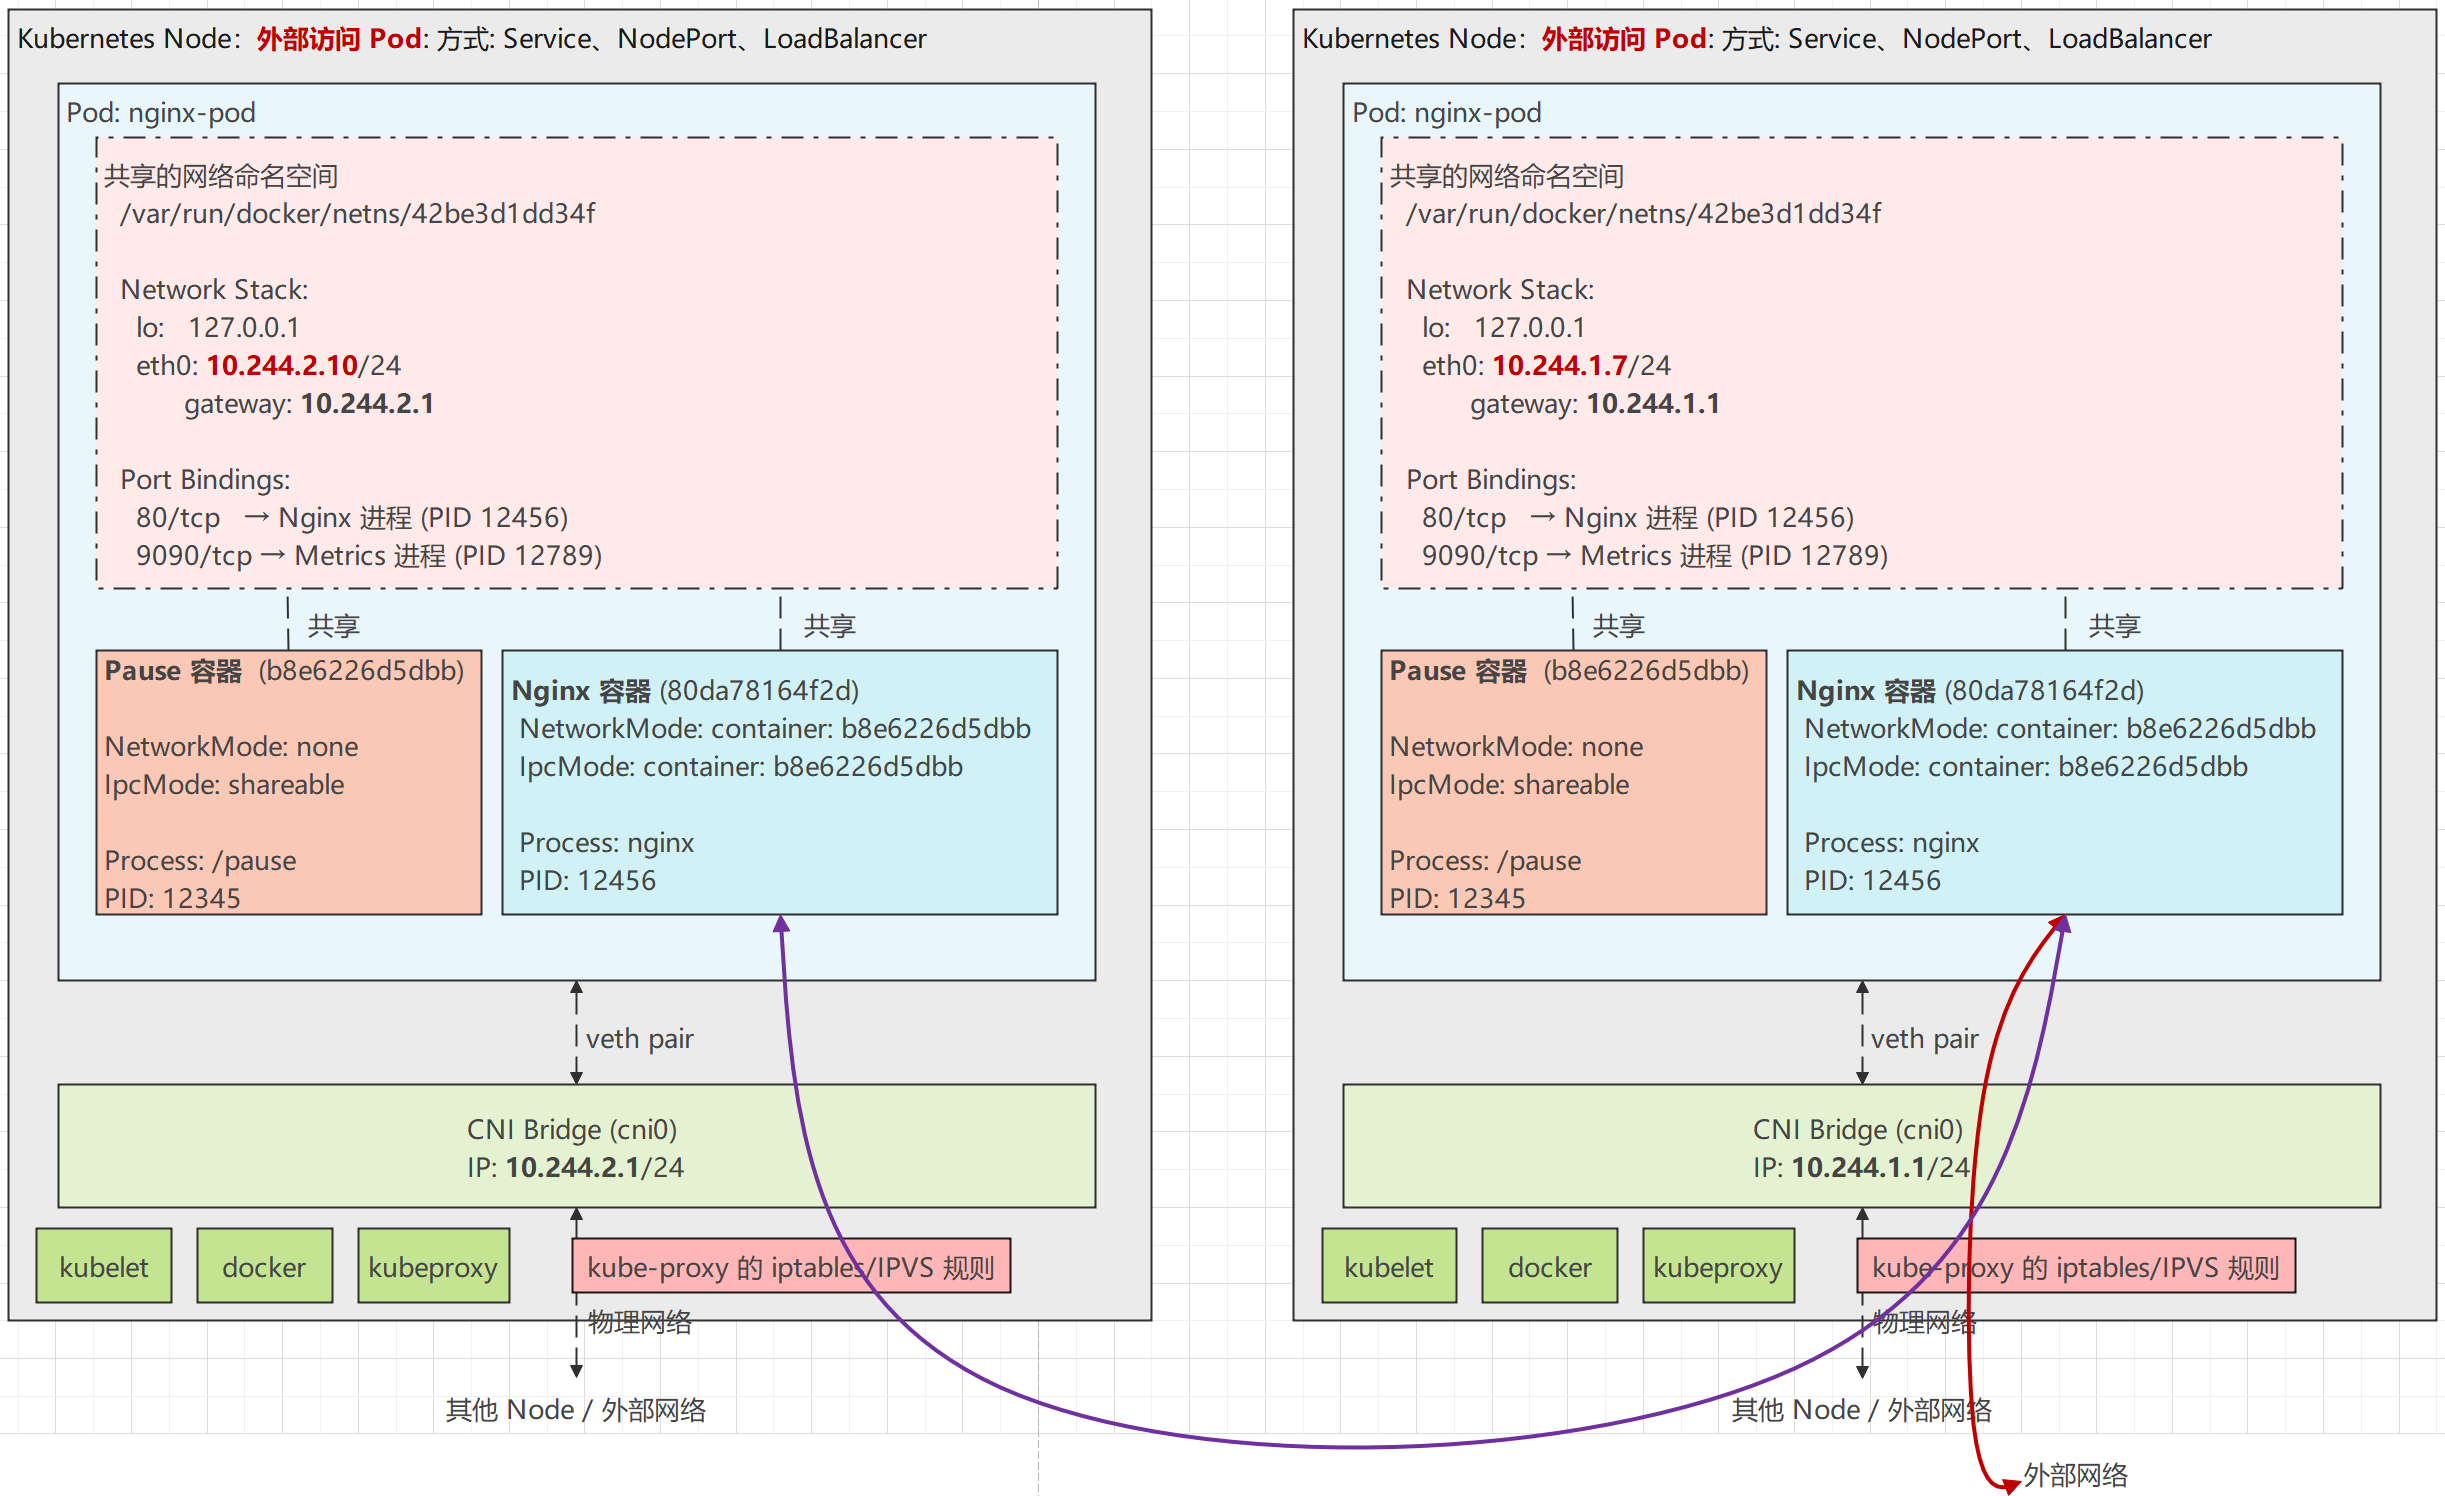 Kubernetes Node：外部访问 Pod: 方式: Service、NodePort、LoadBalancer
Pod: nginx-pod
共享的网络命名空间
/var/run/docker/netns/42be3d1dd34f
Network Stack:
lo: 127.0.0.1
eth0: 10.244.2.10/24
gateway: 10.244.2.1
Port Bindings:
80/tcp → Nginx 进程 (PID 12456)
9090/tcp → Metrics 进程 (PID 12789)
共享
共享
Pause 容器 (b8e6226d5dbb)
NetworkMode: none
IpcMode: shareable
Process: /pause
PID: 12345
Nginx 容器 (80da78164f2d)
NetworkMode: container: b8e6226d5dbb
IpcMode: container: b8e6226d5dbb
Process: nginx
PID: 12456
veth pair
CNI Bridge (cni0)
IP: 10.244.2.1/24
kubelet
docker
kubeproxy
kube-proxy 的 iptables/IPVS 规则
物理网络
其他 Node / 外部网络
Kubernetes Node：外部访问 Pod: 方式: Service、NodePort、LoadBalancer
Pod: nginx-pod
共享的网络命名空间
/var/run/docker/netns/42be3d1dd34f
Network Stack:
lo: 127.0.0.1
eth0: 10.244.1.7/24
gateway: 10.244.1.1
Port Bindings:
80/tcp → Nginx 进程 (PID 12456)
9090/tcp → Metrics 进程 (PID 12789)
共享
共享
Pause 容器 (b8e6226d5dbb)
NetworkMode: none
IpcMode: shareable
Process: /pause
PID: 12345
Nginx 容器 (80da78164f2d)
NetworkMode: container: b8e6226d5dbb
IpcMode: container: b8e6226d5dbb
Process: nginx
PID: 12456
veth pair
CNI Bridge (cni0)
IP: 10.244.1.1/24
kubelet
docker
kubeproxy
kube-proxy 的 iptables/IPVS 规则
物理网络
其他 Node / 外部网络
外部网络